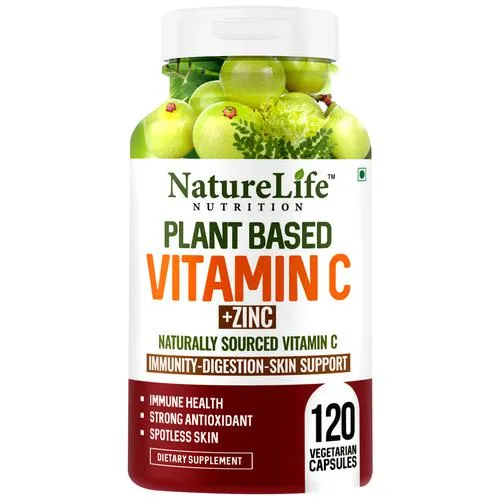 NatureLife™
NUTRITION
PLANT BASED
VITAMIN C
+ZINC
NATURALLY SOURCED VITAMIN C
IMMUNITY-DIGESTION-SKIN SUPPORT
▪ IMMUNE HEALTH
▪ STRONG ANTIOXIDANT
▪ SPOTLESS SKIN
DIETARY SUPPLEMENT
120
VEGETARIAN
CAPSULES